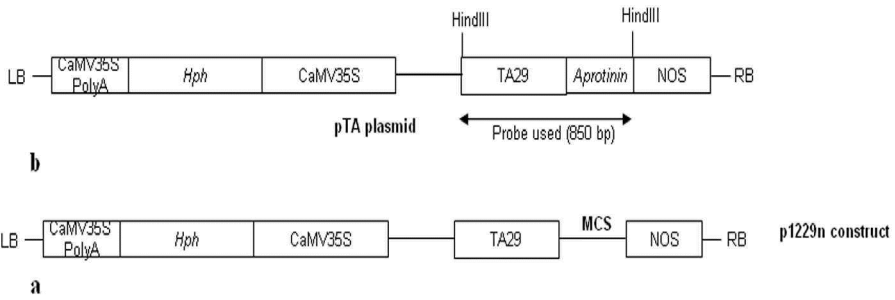 HindIII
HindIII
LB
CaMV35S
PolyA
Hph
CaMV35S
TA29
Aprotinin
NOS
RB
pTA plasmid
Probe used (850 bp)
b
LB
CaMV35S
PolyA
Hph
CaMV35S
TA29
MCS
NOS
RB
p1229n construct
a